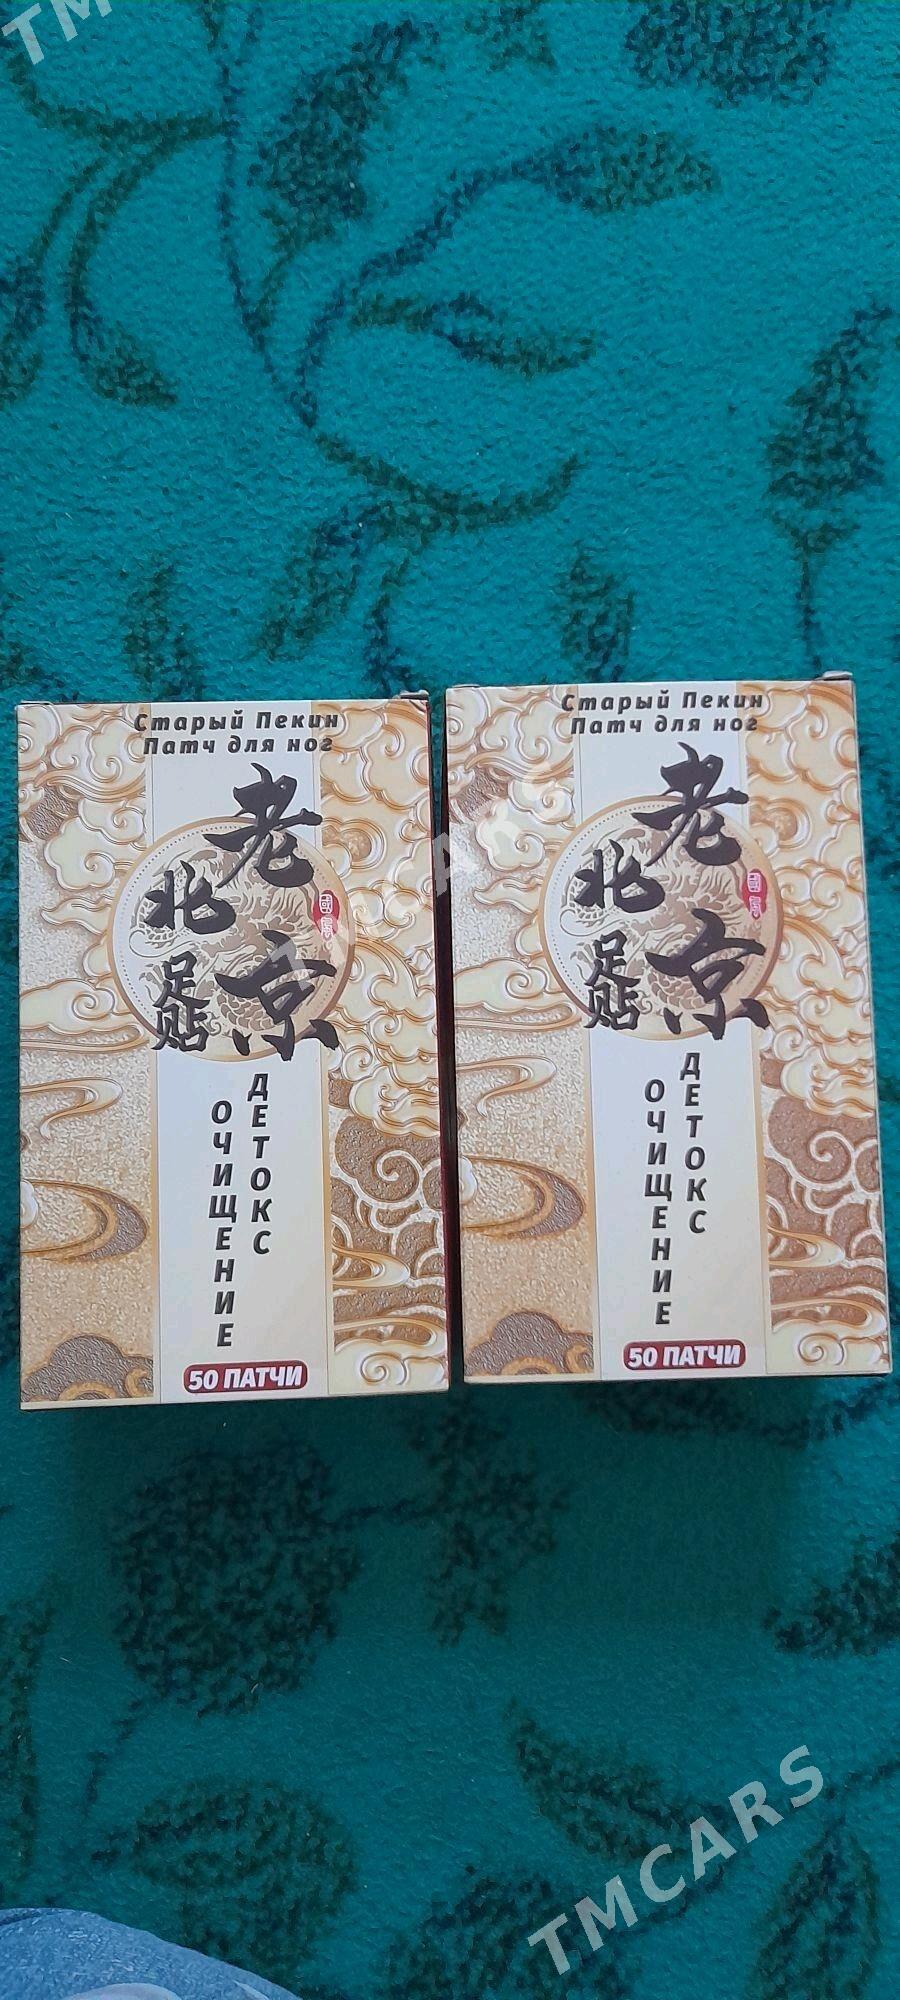 TM
Старый Пекин
Патч для ног
老北京
足贴
ДЕТОКС
ОЧИЩЕНИЕ
50 ПАТЧИ
Старый Пекин
Патч для ног
老北京
足贴
ДЕТОКС
ОЧИЩЕНИЕ
50 ПАТЧИ
TMCARS
TMCARS